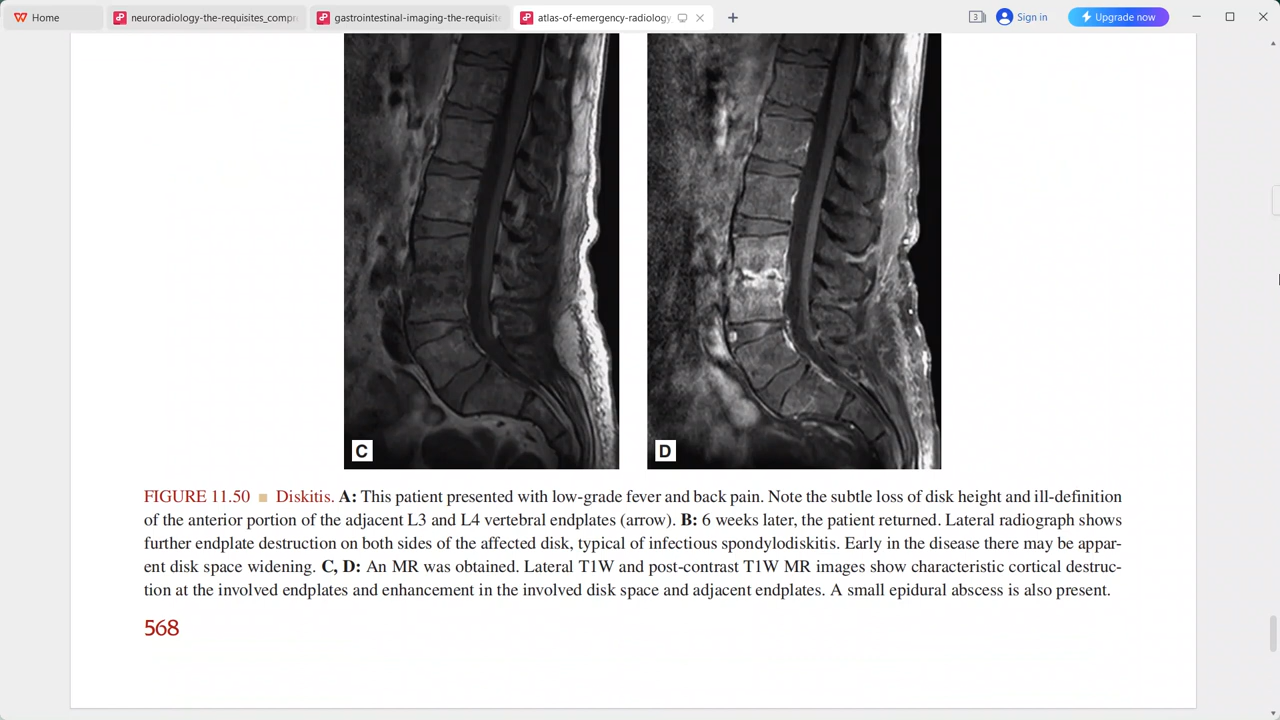 Home
neuroradiology-the-requisites_compre
gastrointestinal-imaging-the-requisite
atlas-of-emergency-radiology
3
Sign in
Upgrade now
C
D
FIGURE 11.50 ■ Diskitis. A: This patient presented with low-grade fever and back pain. Note the subtle loss of disk height and ill-definition
of the anterior portion of the adjacent L3 and L4 vertebral endplates (arrow). B: 6 weeks later, the patient returned. Lateral radiograph shows
further endplate destruction on both sides of the affected disk, typical of infectious spondylodiskitis. Early in the disease there may be appar-
ent disk space widening. C, D: An MR was obtained. Lateral T1W and post-contrast T1W MR images show characteristic cortical destruc-
tion at the involved endplates and enhancement in the involved disk space and adjacent endplates. A small epidural abscess is also present.
568